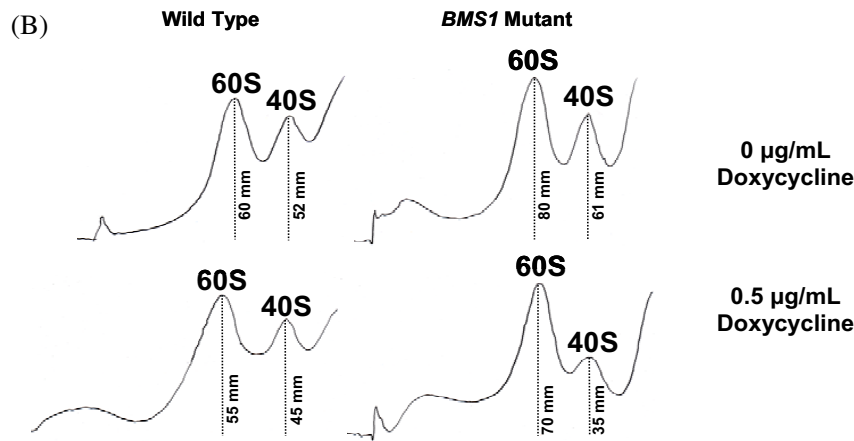 (B)
Wild Type
BMS1 Mutant
60S
40S
60 mm
52 mm
60S
40S
80 mm
61 mm
0 µg/mL
Doxycycline
60S
40S
55 mm
45 mm
60S
40S
70 mm
35 mm
0.5 µg/mL
Doxycycline